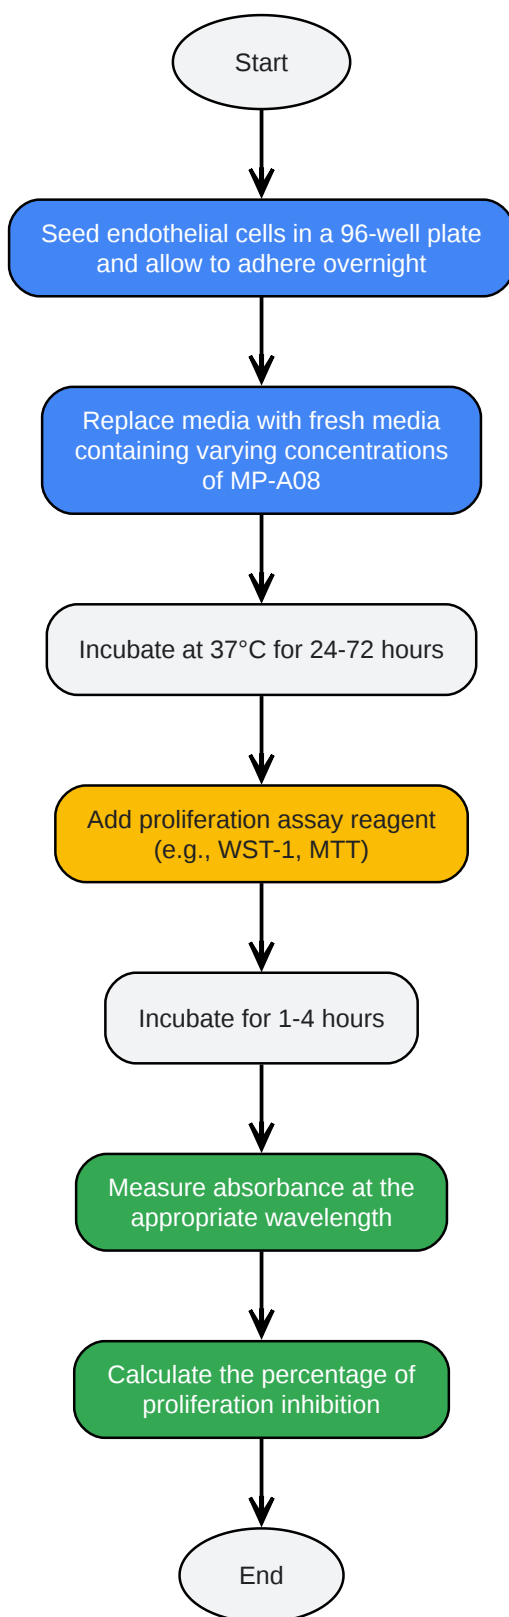 Start
Seed endothelial cells in a 96-well plate
and allow to adhere overnight
Replace media with fresh media
containing varying concentrations
of MP-A08
Incubate at 37°C for 24-72 hours
Add proliferation assay reagent
(e.g., WST-1, MTT)
Incubate for 1-4 hours
Measure absorbance at the
appropriate wavelength
Calculate the percentage of
proliferation inhibition
End